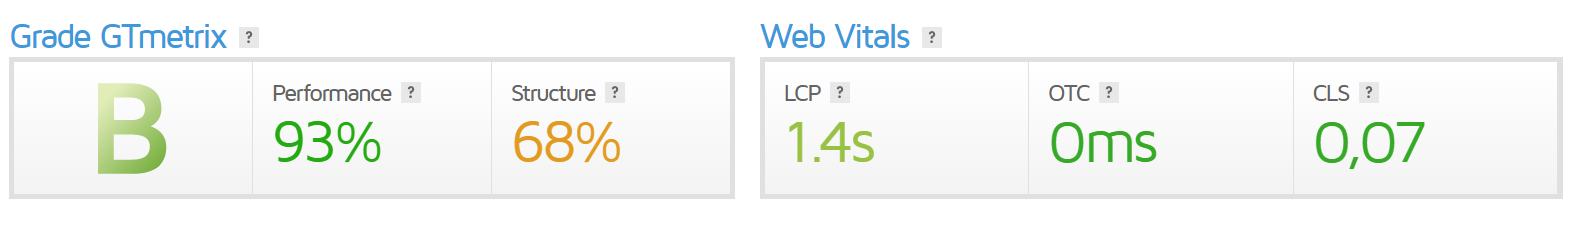 Grade GTmetrix ? Web Vitals ?
B
Performance ? Structure ? LCP ? OTC ? CLS ?
93% 68% 1.4s 0ms 0,07